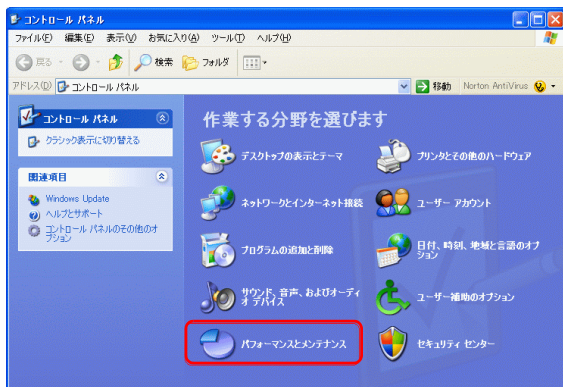 コントロール パネル
ファイル(F) 編集(E) 表示(V) お気に入り(A) ツール(T) ヘルプ(H)
戻る 検索 フォルダ
アドレス(D) コントロール パネル 移動 Norton AntiVirus
コントロール パネル
クラシック表示に切り替える
関連項目
Windows Update
ヘルプとサポート
コントロール パネルのその他のオ
プション
作業する分野を選びます
デスクトップの表示とテーマ
プリンタとその他のハードウェア
ネットワークとインターネット接続
ユーザー アカウント
プログラムの追加と削除
日付、時刻、地域と言語のオプ
ション
サウンド、音声、およびオーディ
オ デバイス
ユーザー補助のオプション
パフォーマンスとメンテナンス
セキュリティ センター